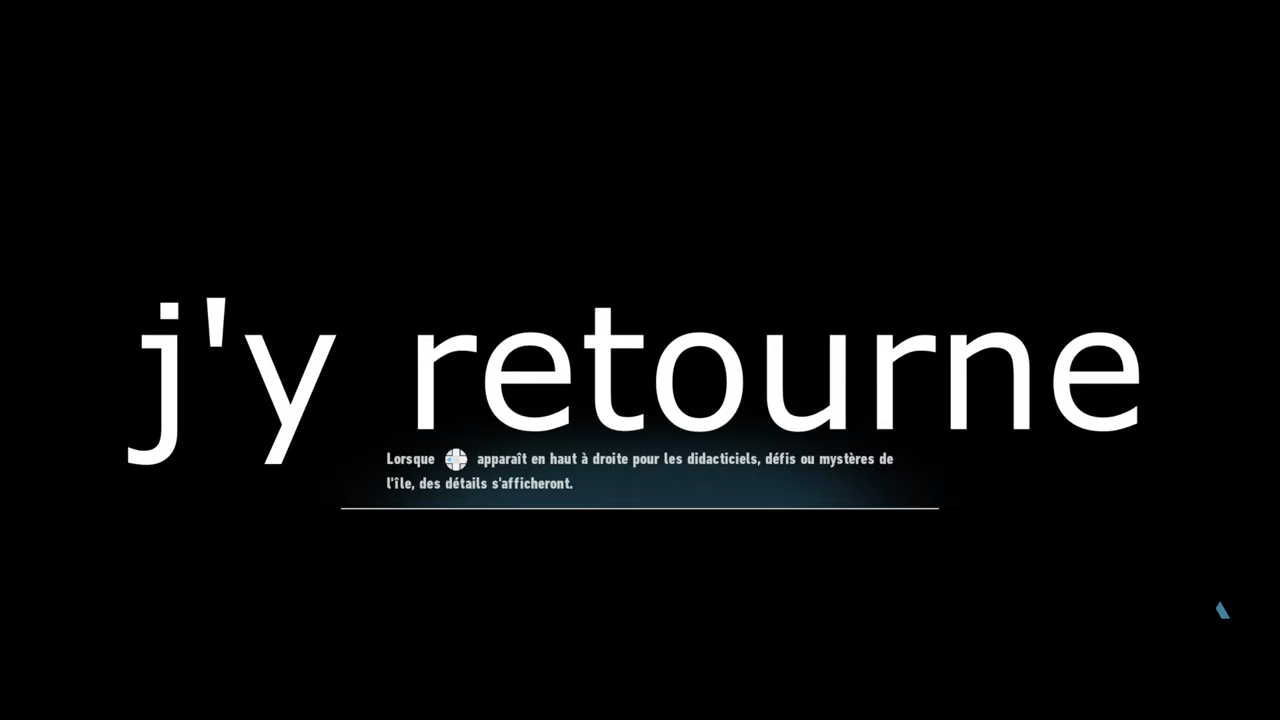 j'y retourne
Lorsque apparaît en haut à droite pour les didacticiels, défis ou mystères de
l'île, des détails s'afficheront.